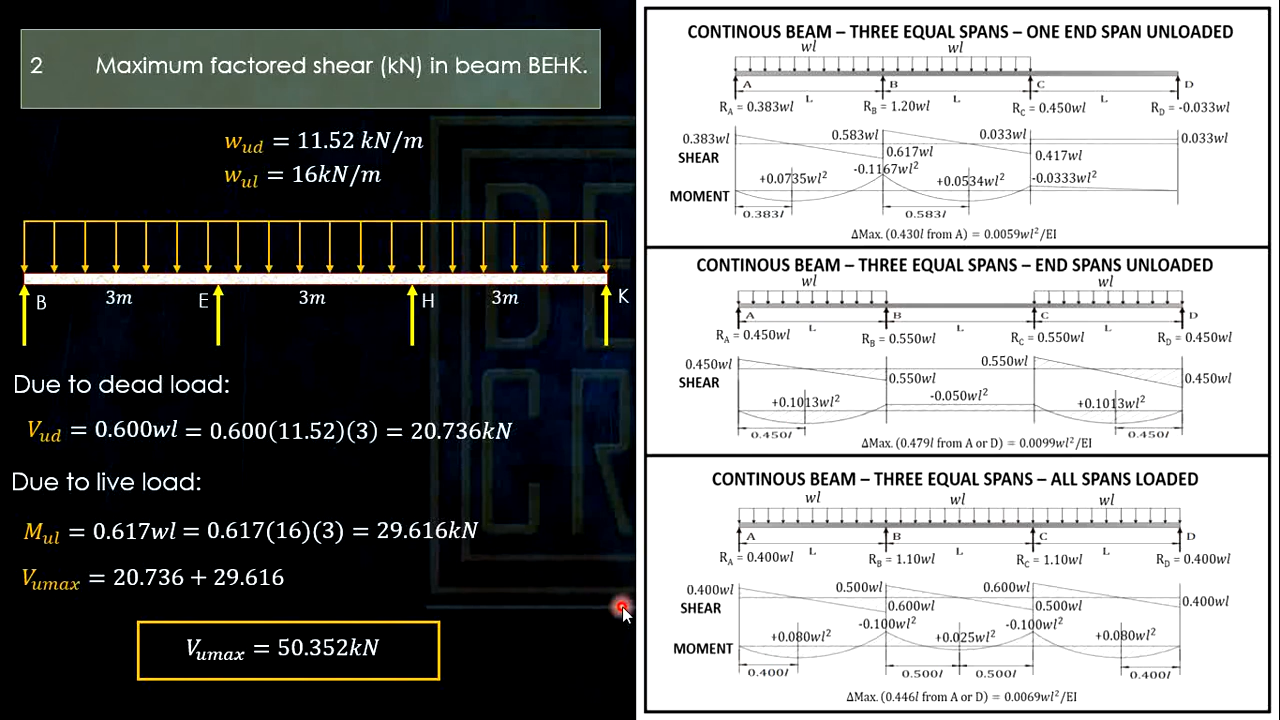 2 Maximum factored shear (kN) in beam BEHK.
w_ud = 11.52 kN/m
w_ul = 16kN/m
B 3m E 3m H 3m K
Due to dead load:
V_ud = 0.600wl = 0.600(11.52)(3) = 20.736kN
Due to live load:
M_ul = 0.617wl = 0.617(16)(3) = 29.616kN
V_umax = 20.736 + 29.616
V_umax = 50.352kN
CONTINOUS BEAM – THREE EQUAL SPANS – ONE END SPAN UNLOADED
wl wl
A B C D
L L L
R_A = 0.383wl R_B = 1.20wl R_C = 0.450wl R_D = -0.033wl
0.383wl 0.583wl 0.033wl 0.033wl
SHEAR 0.617wl 0.417wl
+0.0735wl² -0.1167wl² +0.0534wl² -0.0333wl²
MOMENT
0.383l 0.583l
ΔMax. (0.430l from A) = 0.0059wl²/EI
CONTINOUS BEAM – THREE EQUAL SPANS – END SPANS UNLOADED
wl wl
A B C D
L L L
R_A = 0.450wl R_B = 0.550wl R_C = 0.550wl R_D = 0.450wl
0.450wl 0.550wl
SHEAR 0.550wl 0.450wl
+0.1013wl² -0.050wl² +0.1013wl²
0.450l 0.450l
ΔMax. (0.479l from A or D) = 0.0099wl²/EI
CONTINOUS BEAM – THREE EQUAL SPANS – ALL SPANS LOADED
wl wl wl
A B C D
L L L
R_A = 0.400wl R_B = 1.10wl R_C = 1.10wl R_D = 0.400wl
0.400wl 0.500wl 0.600wl 0.400wl
SHEAR 0.600wl 0.500wl
-0.100wl² -0.100wl²
+0.080wl² +0.025wl² +0.080wl²
MOMENT
0.400l 0.500l 0.500l 0.400l
ΔMax. (0.446l from A or D) = 0.0069wl²/EI